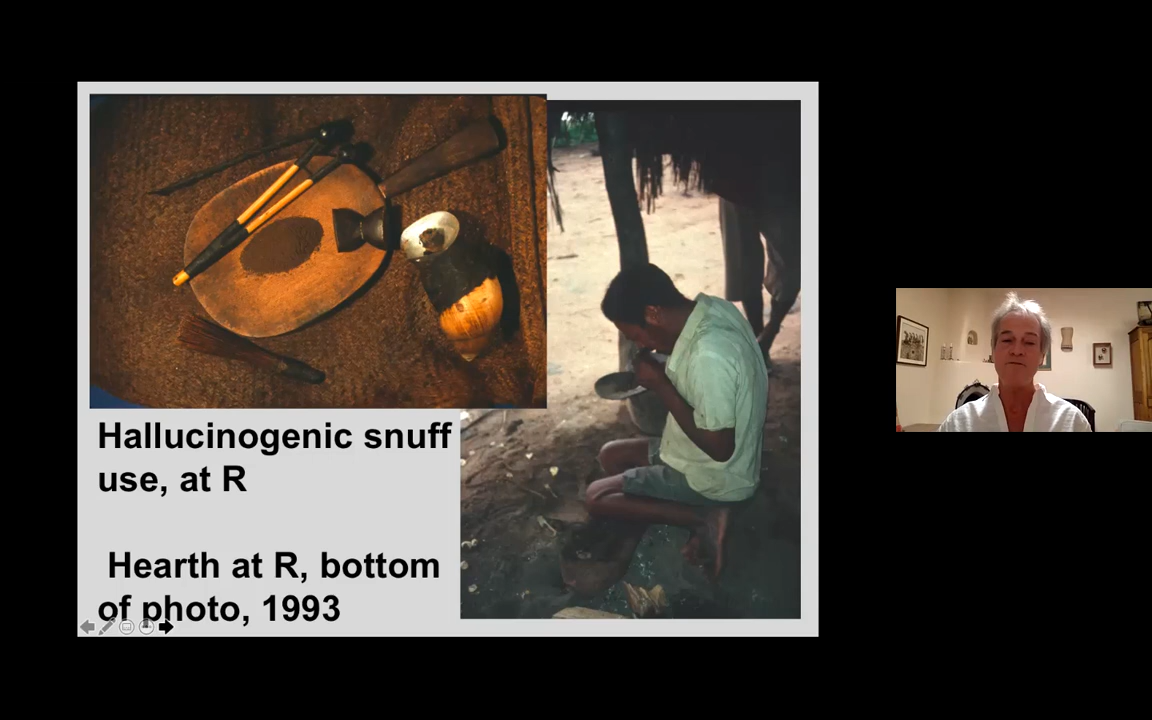 Hallucinogenic snuff
use, at R
Hearth at R, bottom
of photo, 1993